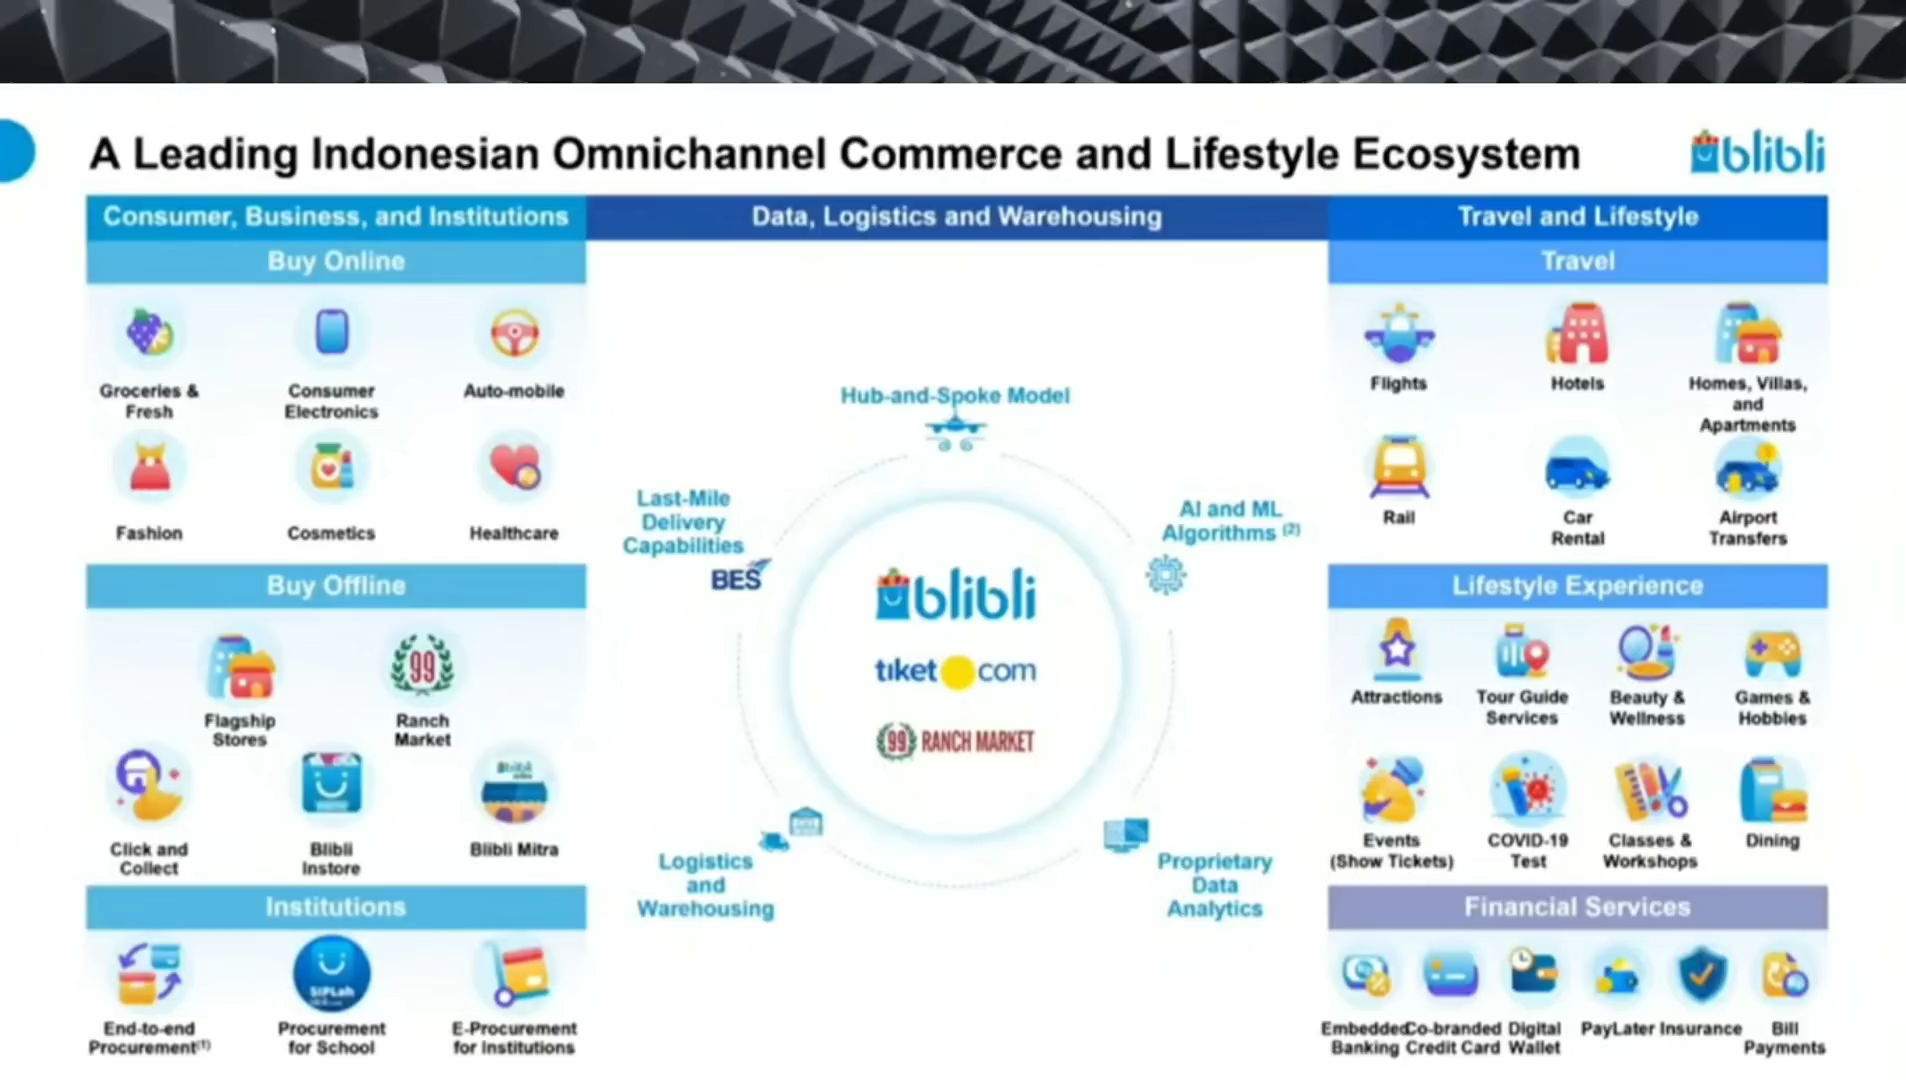 A Leading Indonesian Omnichannel Commerce and Lifestyle Ecosystem
blibli
Consumer, Business, and Institutions
Buy Online
Groceries &
Fresh
Consumer
Electronics
Auto-mobile
Fashion
Cosmetics
Healthcare
Buy Offline
99
Flagship
Stores
Ranch
Market
Click and
Collect
Blibli
Instore
Blibli Mitra
Institutions
SIPLah
End-to-end
Procurement(1)
Procurement
for School
E-Procurement
for Institutions
Data, Logistics and Warehousing
Hub-and-Spoke Model
Last-Mile
Delivery
Capabilities
BES
AI and ML
Algorithms (2)
blibli
tiket com
99 RANCH MARKET
Logistics
and
Warehousing
Proprietary
Data
Analytics
Travel and Lifestyle
Travel
Flights
Hotels
Homes, Villas,
and
Apartments
Rail
Car
Rental
Airport
Transfers
Lifestyle Experience
Attractions
Tour Guide
Services
Beauty &
Wellness
Games &
Hobbies
Events
(Show Tickets)
COVID-19
Test
Classes &
Workshops
Dining
Financial Services
Embedded
Banking
Co-branded
Credit Card
Digital
Wallet
PayLater
Insurance
Bill
Payments